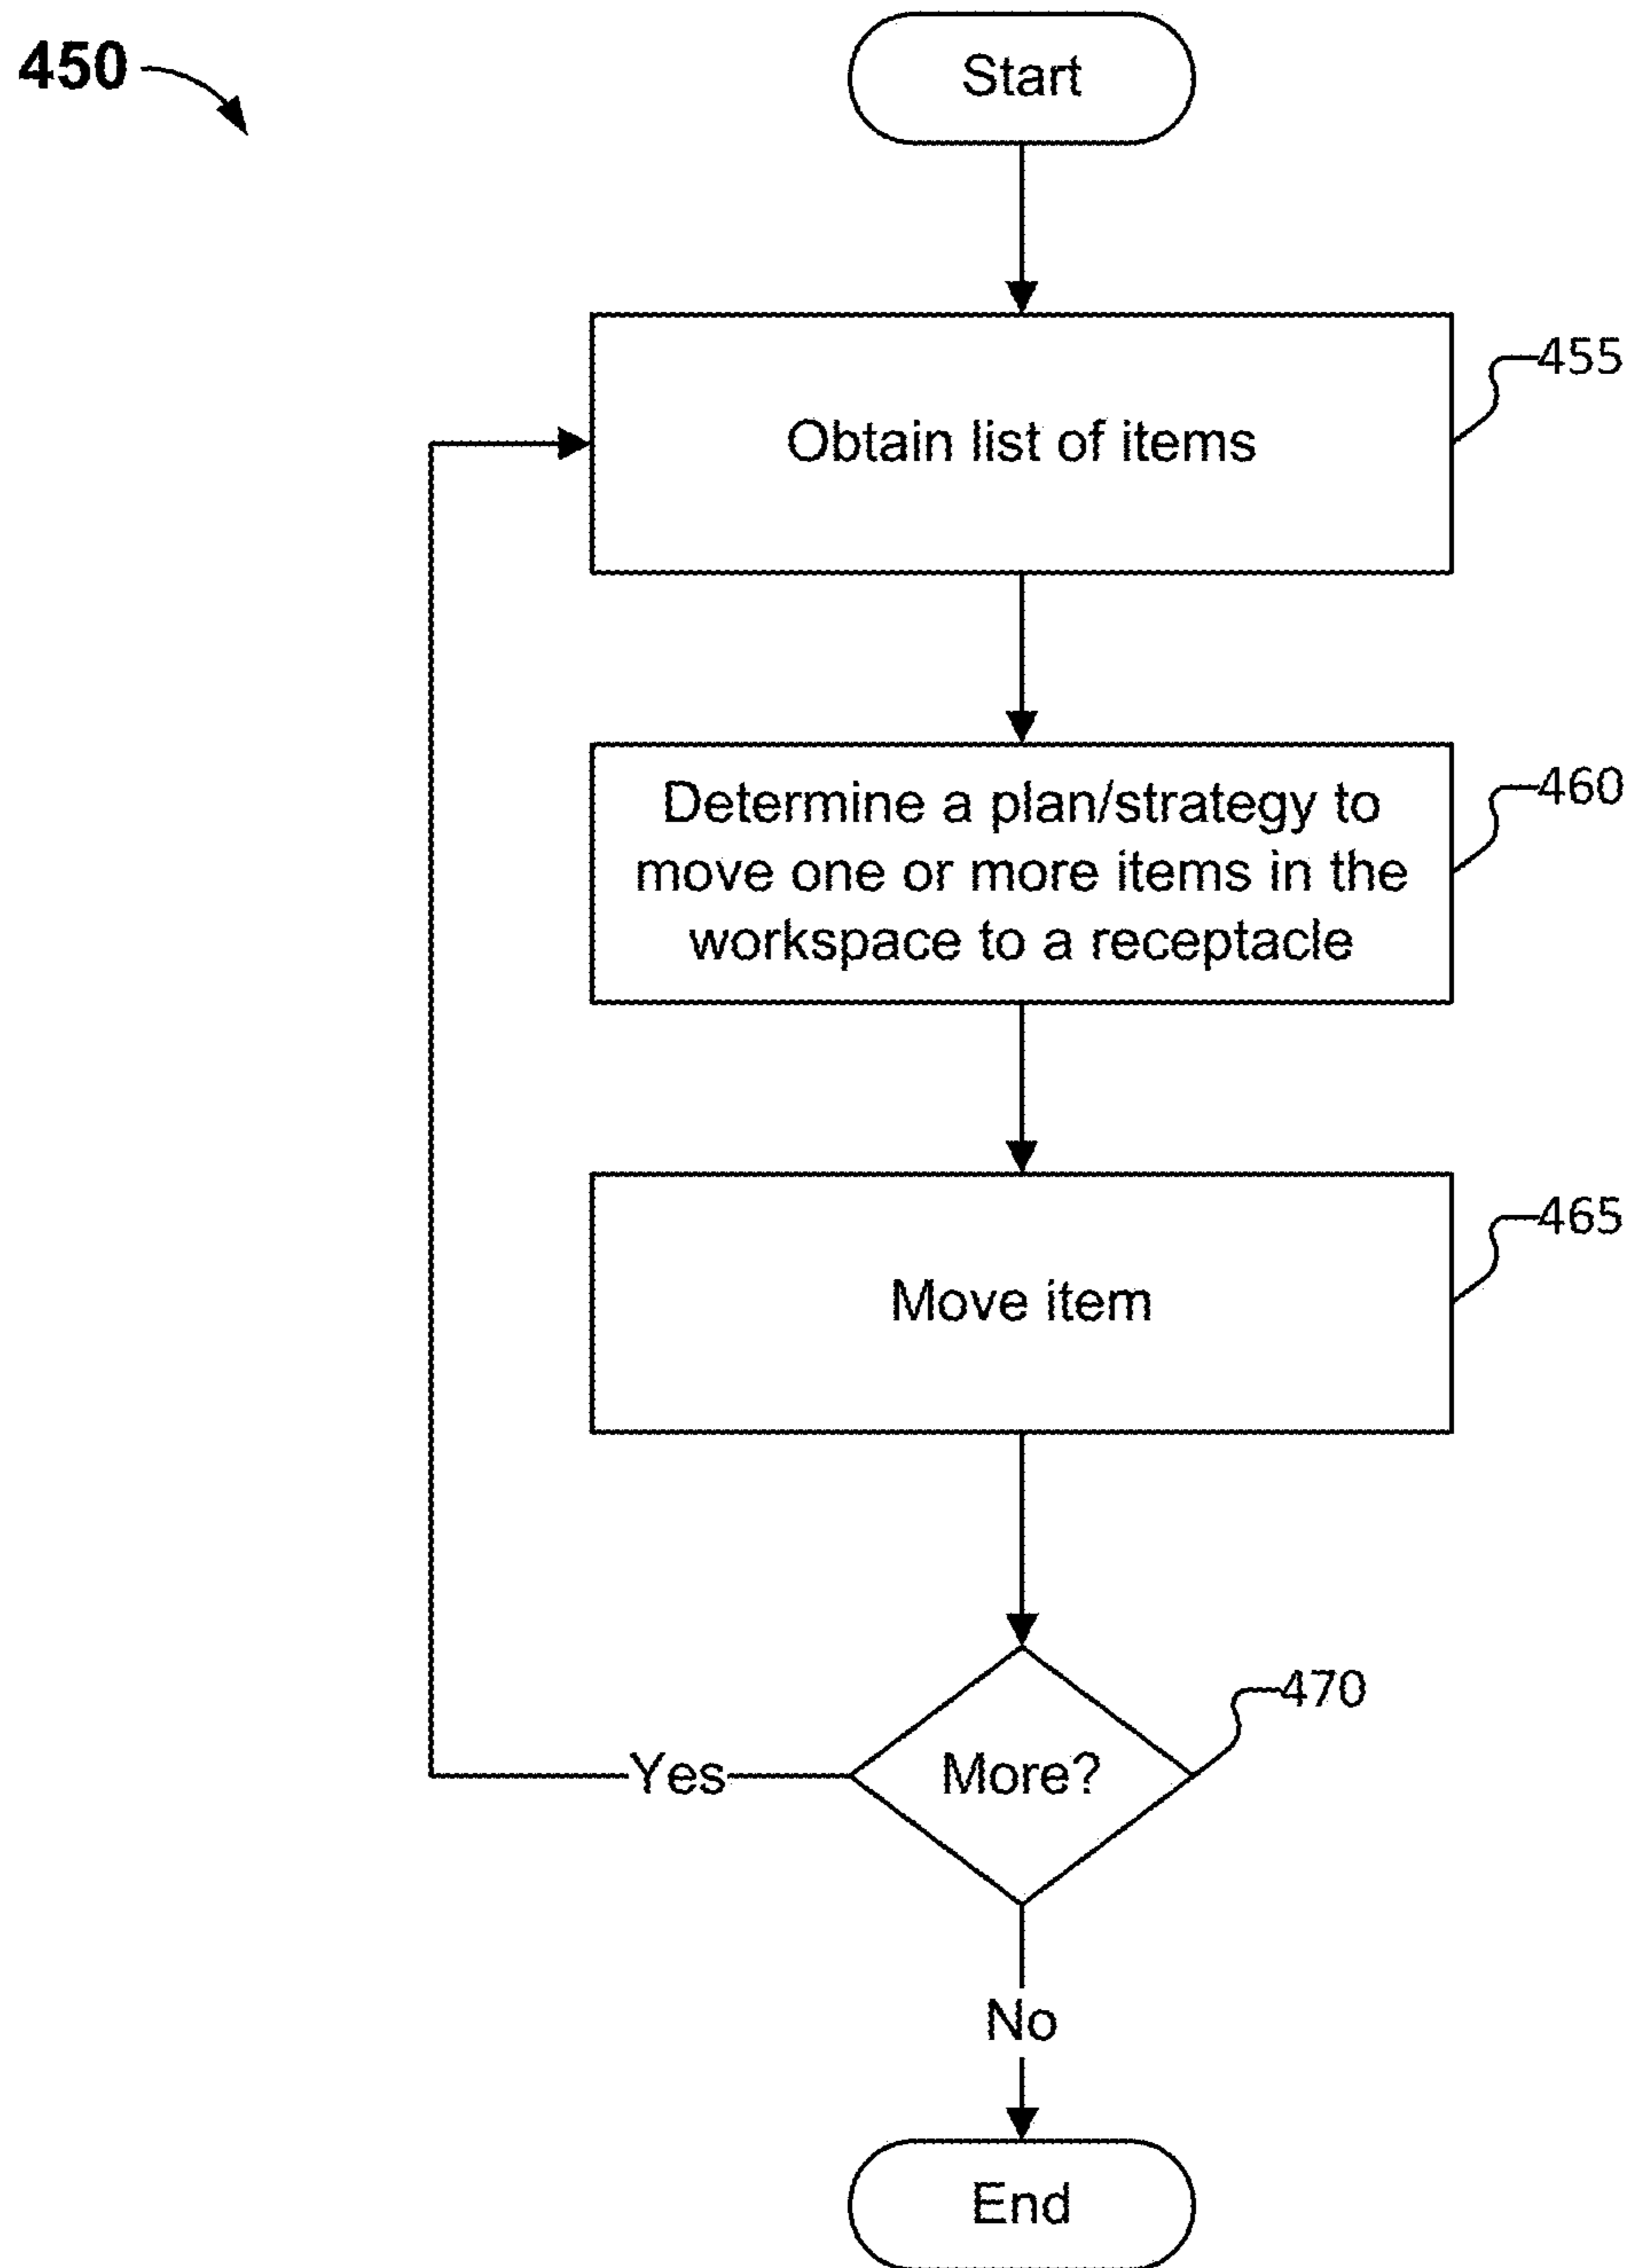 450
Start
455
Obtain list of items
460
Determine a plan/strategy to
move one or more items in the
workspace to a receptacle
465
Move item
470
More?
Yes
No
End